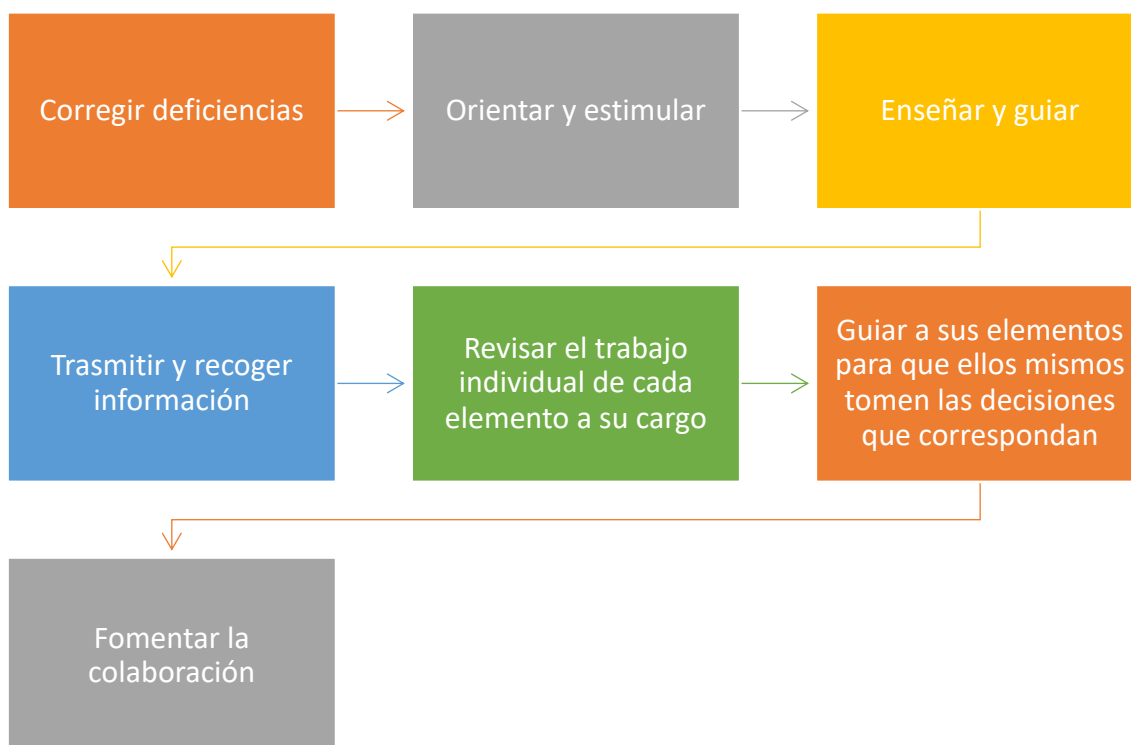 Corregir deficiencias
Orientar y estimular
Enseñar y guiar
Trasmitir y recoger
información
Revisar el trabajo
individual de cada
elemento a su cargo
Guiar a sus elementos
para que ellos mismos
tomen las decisiones
que correspondan
Fomentar la
colaboración